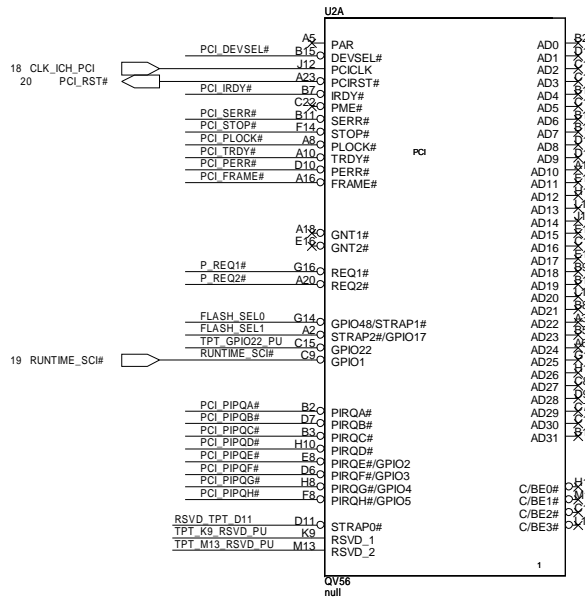 U2A
A5 PAR AD0
PCI_DEVSEL# B15 DEVSEL# AD1
18 CLK_ICH_PCI J12 PCICLK AD2
20 PCI_RST# A23 PCIRST# AD3
PCI_IRDY# B7 IRDY# AD4
C22 PME# AD5
PCI_SERR# B11 SERR# AD6
PCI_STOP# F14 STOP# AD7
PCI_PLOCK# A8 PLOCK# AD8
PCI_TRDY# A10 TRDY# PCI AD9
PCI_PERR# D10 PERR# AD10
PCI_FRAME# A16 FRAME# AD11
AD12
AD13
AD14
A18 GNT1# AD15
E16 GNT2# AD16
AD17
P_REQ1# G16 REQ1# AD18
P_REQ2# A20 REQ2# AD19
AD20
AD21
FLASH_SEL0 G14 GPIO48/STRAP1# AD22
FLASH_SEL1 A2 STRAP2#/GPIO17 AD23
TPT_GPIO22_PU C15 GPIO22 AD24
19 RUNTIME_SCI# RUNTIME_SCI# C9 GPIO1 AD25
AD26
AD27
AD28
PCI_PIPQA# B2 PIRQA# AD29
PCI_PIPQB# D7 PIRQB# AD30
PCI_PIPQC# B3 PIRQC# AD31
PCI_PIPQD# H10 PIRQD#
PCI_PIPQE# E8 PIRQE#/GPIO2
PCI_PIPQF# D6 PIRQF#/GPIO3
PCI_PIPQG# H8 PIRQG#/GPIO4 C/BE0#
PCI_PIPQH# F8 PIRQH#/GPIO5 C/BE1#
C/BE2#
RSVD_TPT_D11 D11 STRAP0# C/BE3#
TPT_K9_RSVD_PU K9 RSVD_1
TPT_M13_RSVD_PU M13 RSVD_2
1
QV56
null